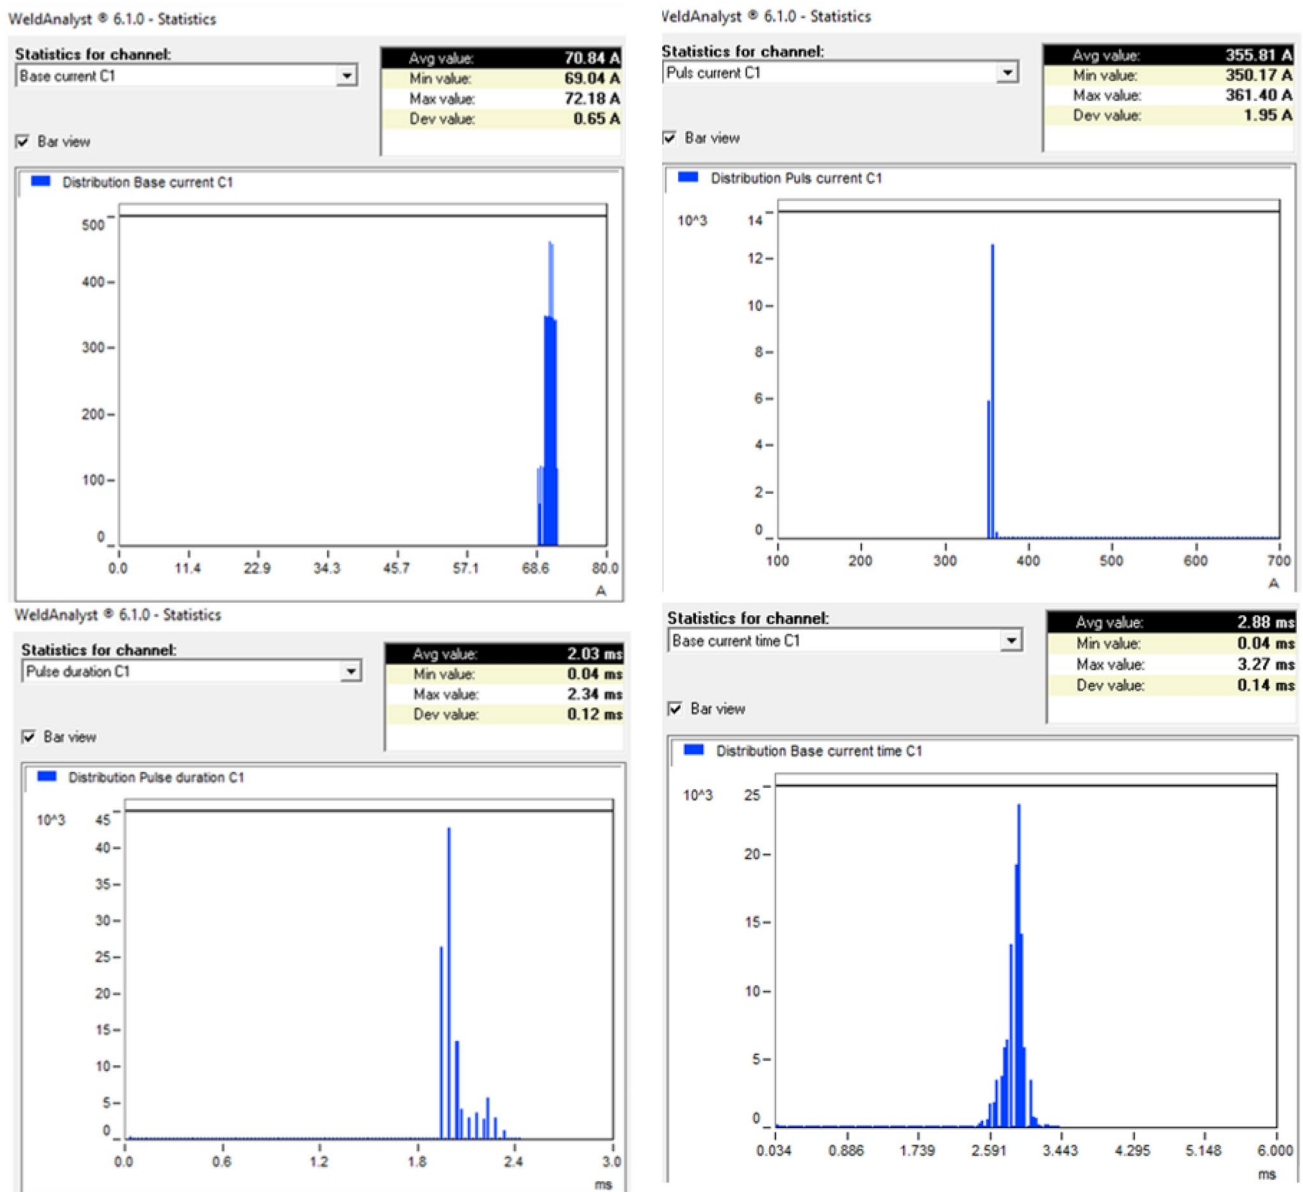 WeldAnalyst ® 6.1.0 - Statistics
Statistics for channel:
Base current C1
Avg value: 70.84 A
Min value: 69.04 A
Max value: 72.18 A
Dev value: 0.65 A
Bar view
Distribution Base current C1
500
400
300
200
100
0
0.0 11.4 22.9 34.3 45.7 57.1 68.6 80.0
A
VeldAnalyst ® 6.1.0 - Statistics
Statistics for channel:
Puls current C1
Avg value: 355.81 A
Min value: 350.17 A
Max value: 361.40 A
Dev value: 1.95 A
Bar view
Distribution Puls current C1
10^3 14
12
10
8
6
4
2
0
100 200 300 400 500 600 700
A
WeldAnalyst ® 6.1.0 - Statistics
Statistics for channel:
Pulse duration C1
Avg value: 2.03 ms
Min value: 0.04 ms
Max value: 2.34 ms
Dev value: 0.12 ms
Bar view
Distribution Pulse duration C1
10^3 45
40
35
30
25
20
15
10
5
0
0.0 0.6 1.2 1.8 2.4 3.0
ms
Statistics for channel:
Base current time C1
Avg value: 2.88 ms
Min value: 0.04 ms
Max value: 3.27 ms
Dev value: 0.14 ms
Bar view
Distribution Base current time C1
10^3 25
20
15
10
5
0
0.034 0.886 1.739 2.591 3.443 4.295 5.148 6.000
ms